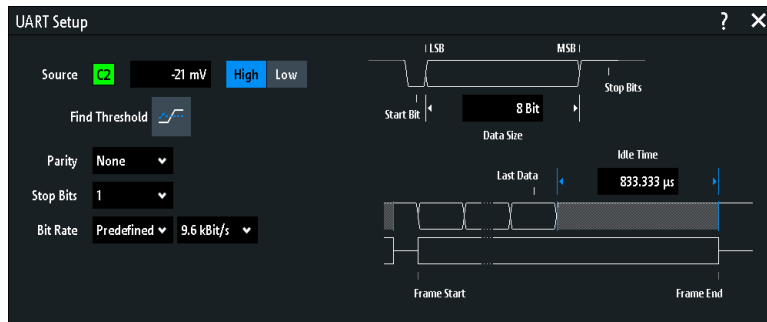 UART Setup ? ×
Source C2 -21 mV High Low
Find Threshold
Parity None
Stop Bits 1
Bit Rate Predefined 9.6 kBit/s
LSB MSB
Start Bit 8 Bit Stop Bits
Data Size
Idle Time
Last Data 833.333 µs
Frame Start Frame End